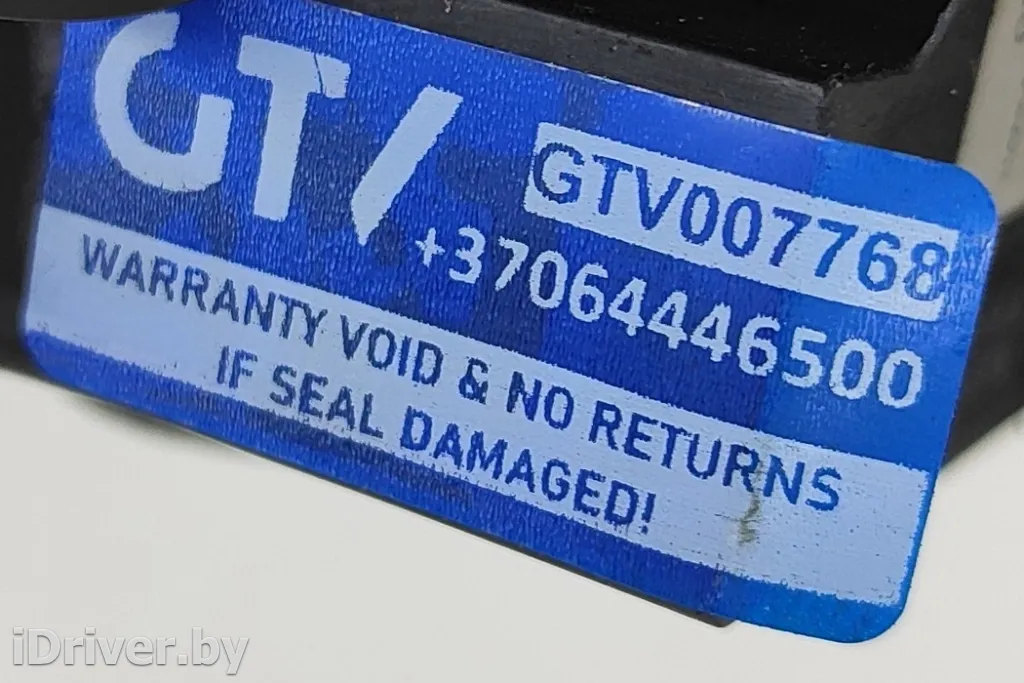 GTV
GTV007768
+37064446500
WARRANTY VOID & NO RETURNS
IF SEAL DAMAGED!
iDriver.by